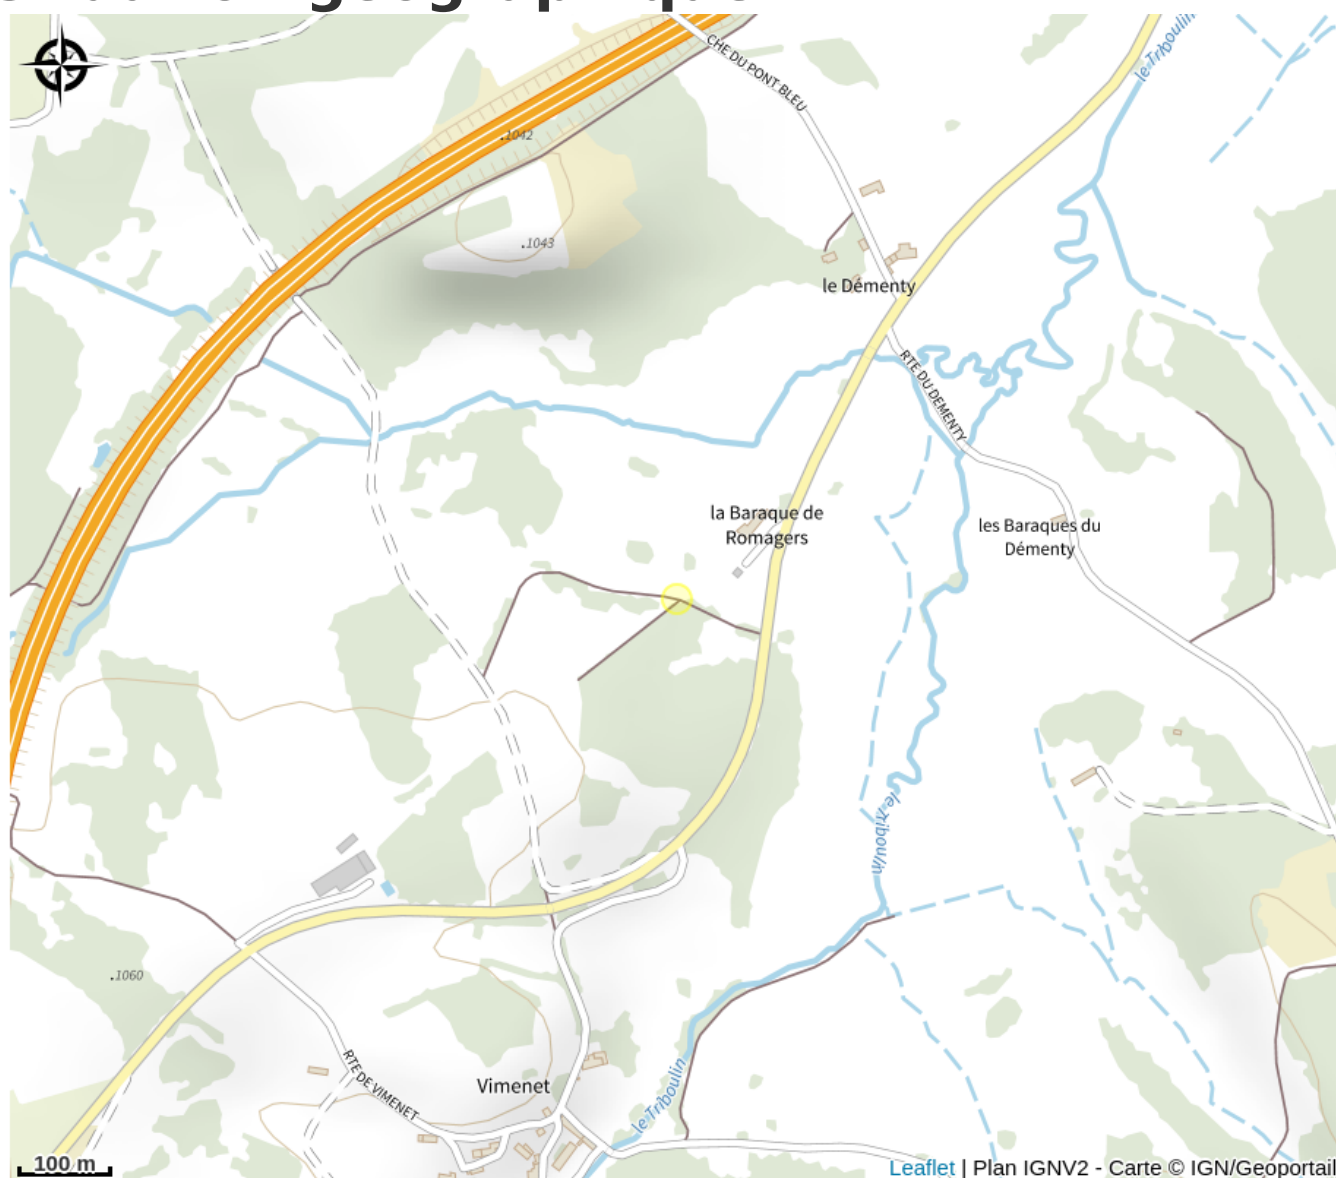 CHE DU PONT BLEU
le Triboulin
.1042
.1043
le Démenty
RTE DU DEMENTY
la Baraque de
Romagers
les Baraques du
Démenty
le Triboulin
.1060
RTE DE VIMENET
Vimenet
le Triboulin
100 m
Leaflet | Plan IGNV2 - Carte © IGN/Geoportail